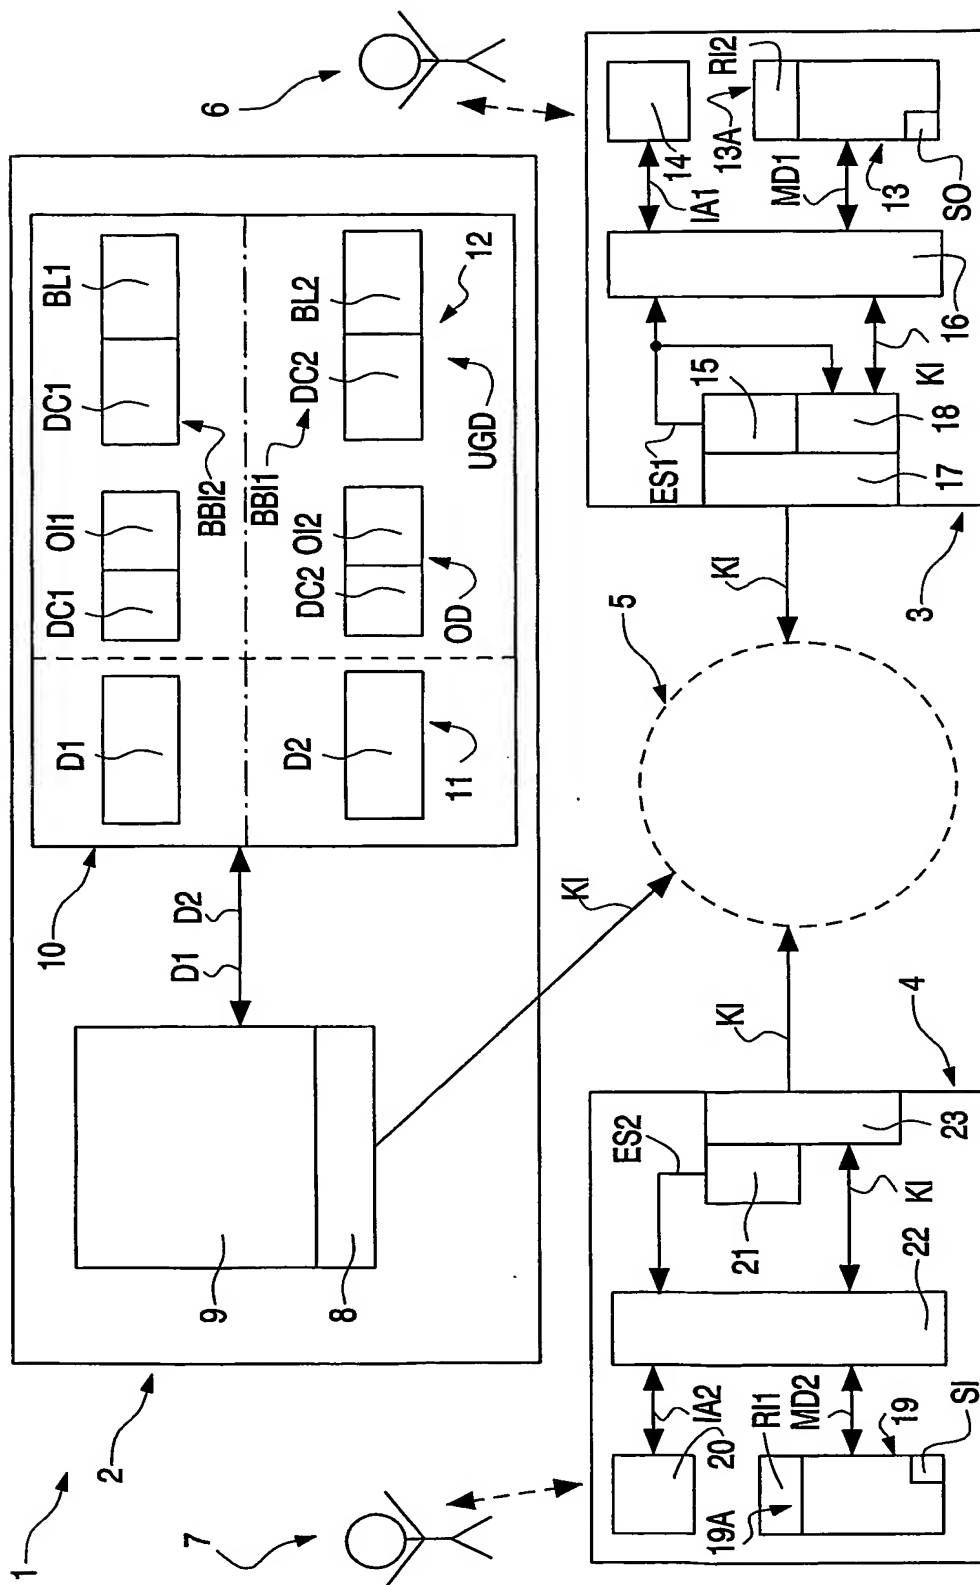 1
2
10
D1
DC1
OI1
DC1
BL1
BBI2
BBI1
D2
DC2
OI2
DC2
BL2
11
OD
UGD
12
D1
D2
9
8
KI
6
7
5
KI
KI
4
3
20
IA2
RI1
MD2
19A
19
SI
22
ES2
21
KI
23
14
IA1
RI2
13A
MD1
13
SO
16
ES1
15
KI
18
17